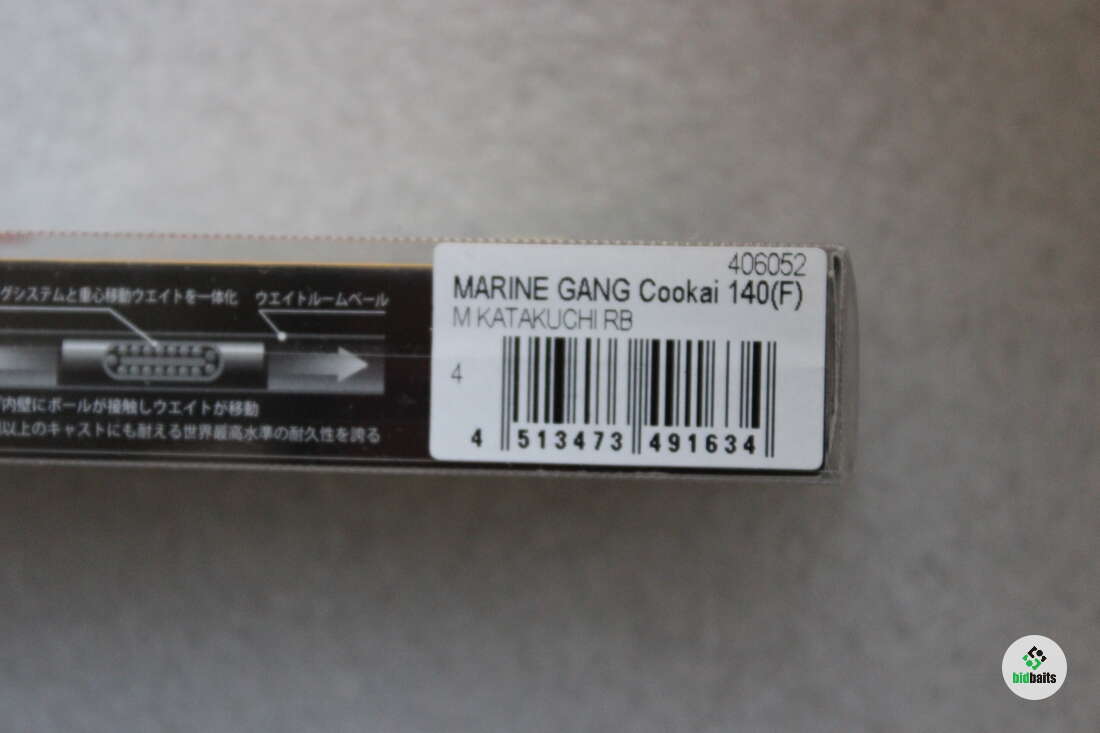 グシステムと重心移動ウエイトを一体化
ウエイトルームベール
内壁にボールが接触しウエイトが移動
以上のキャストにも耐える世界最高水準の耐久性を誇る
406052
MARINE GANG Cookai 140(F)
M KATAKUCHI RB
4
4 513473 491634
bidbaits